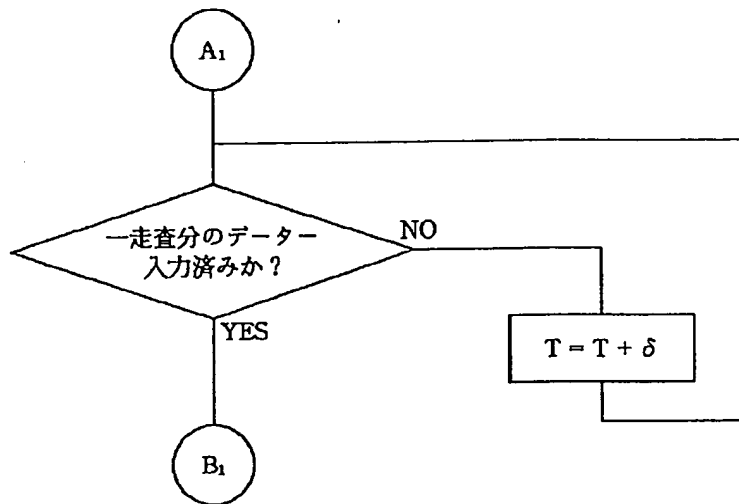 A₁
一走査分のデーター
入力済みか？
NO
YES
T = T + δ
B₁